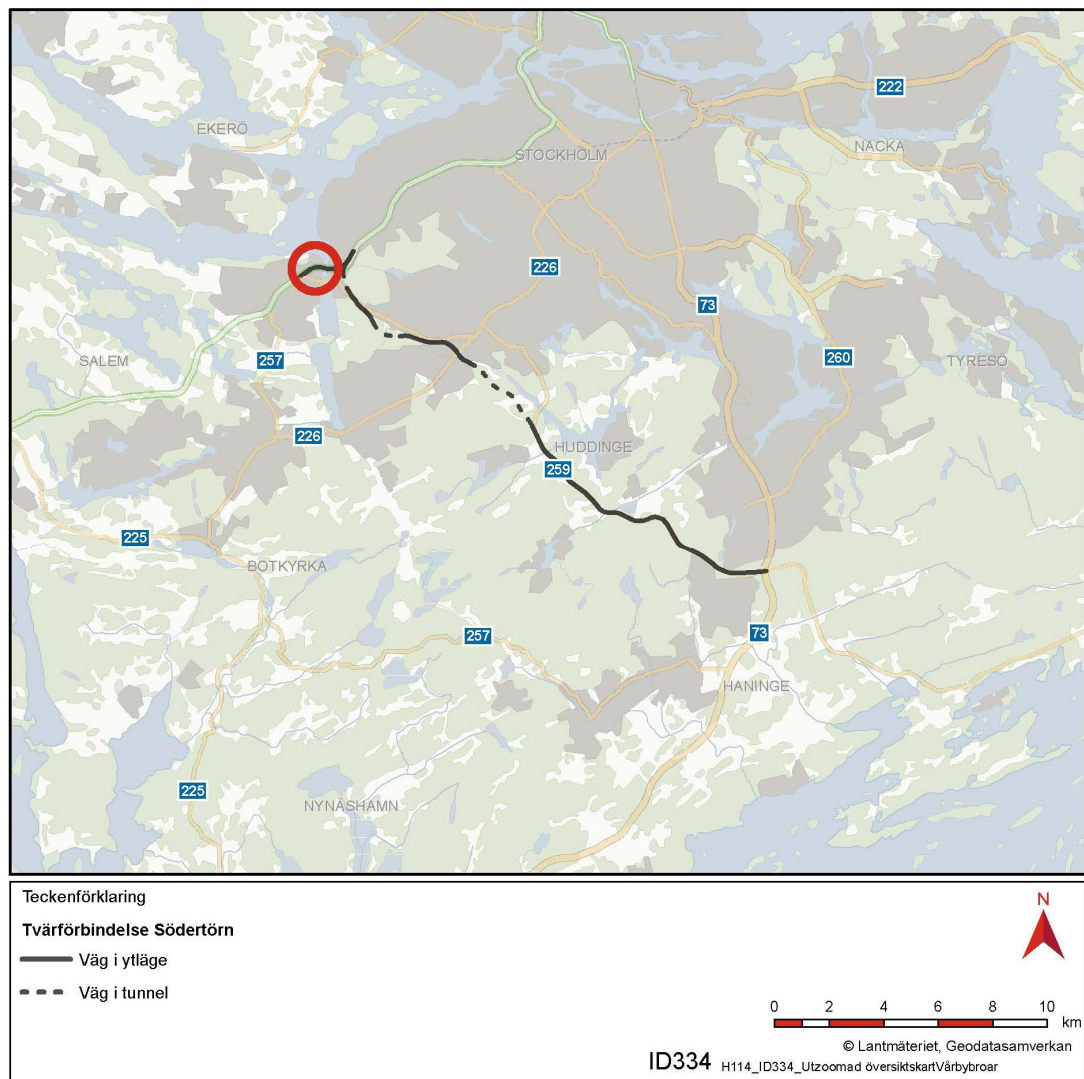 222
EKERÖ
NACKA
STOCKHOLM
226
73
260
SALEM
257
TYRESÖ
226
HUDDINGE
259
225
BOTKYRKA
257
73
HANINGE
225
NYNÄSHAMN
Teckenförklaring
Tvärförbindelse Södertörn
Väg i ytläge
Väg i tunnel
N
0 2 4 6 8 10
km
© Lantmäteriet, Geodatasamverkan
ID334 H114_ID334_Utzoomad översiktskartVårbybroar